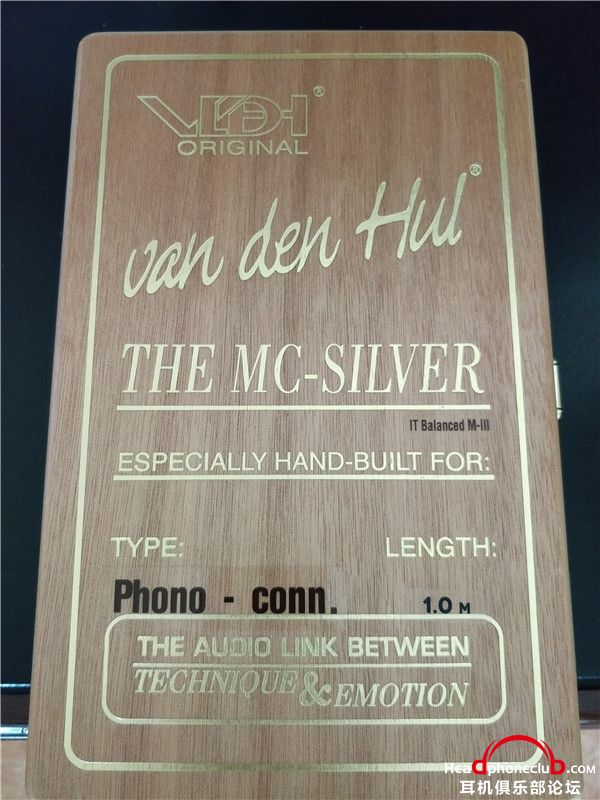 VDH®
ORIGINAL
van den Hul®
THE MC-SILVER
IT Balanced M-III
ESPECIALLY HAND-BUILT FOR:
TYPE: LENGTH:
Phono - conn. 1.0 M
THE AUDIO LINK BETWEEN
TECHNIQUE & EMOTION
HeadphoneclubD.COM
耳机俱乐部论坛